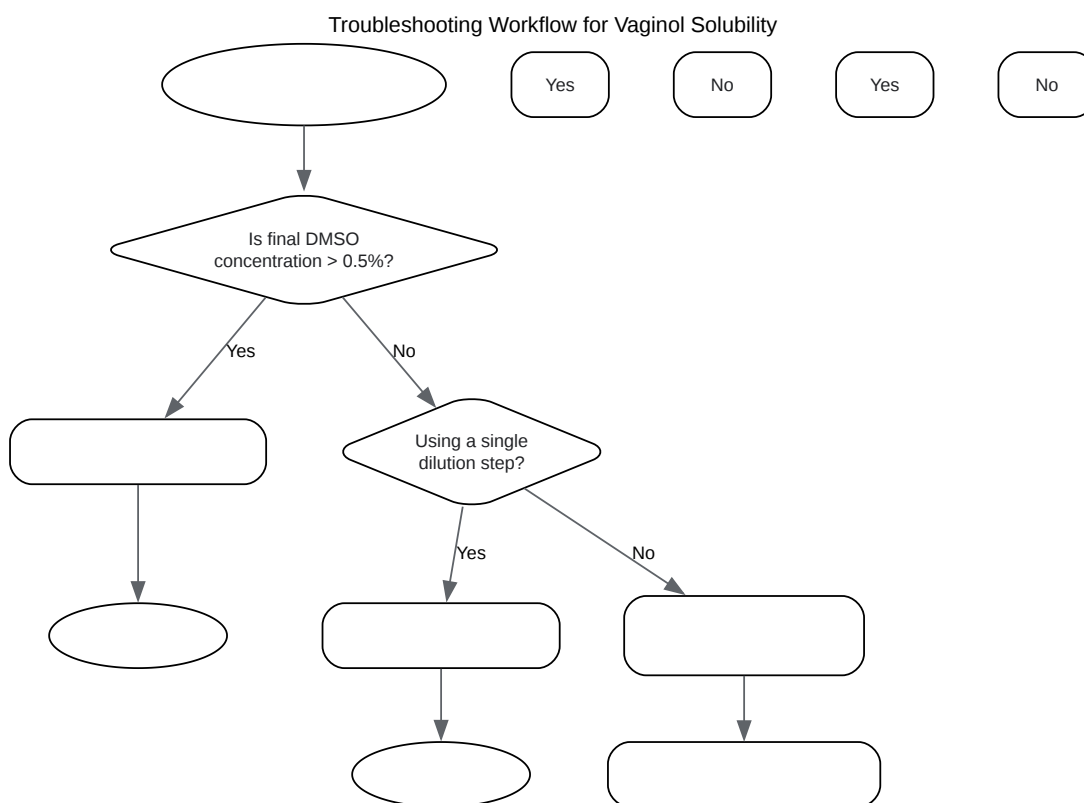 Troubleshooting Workflow for Vaginol Solubility
Yes
No
Yes
No
Is final DMSO
concentration > 0.5%?
Yes
No
Using a single
dilution step?
Yes
No